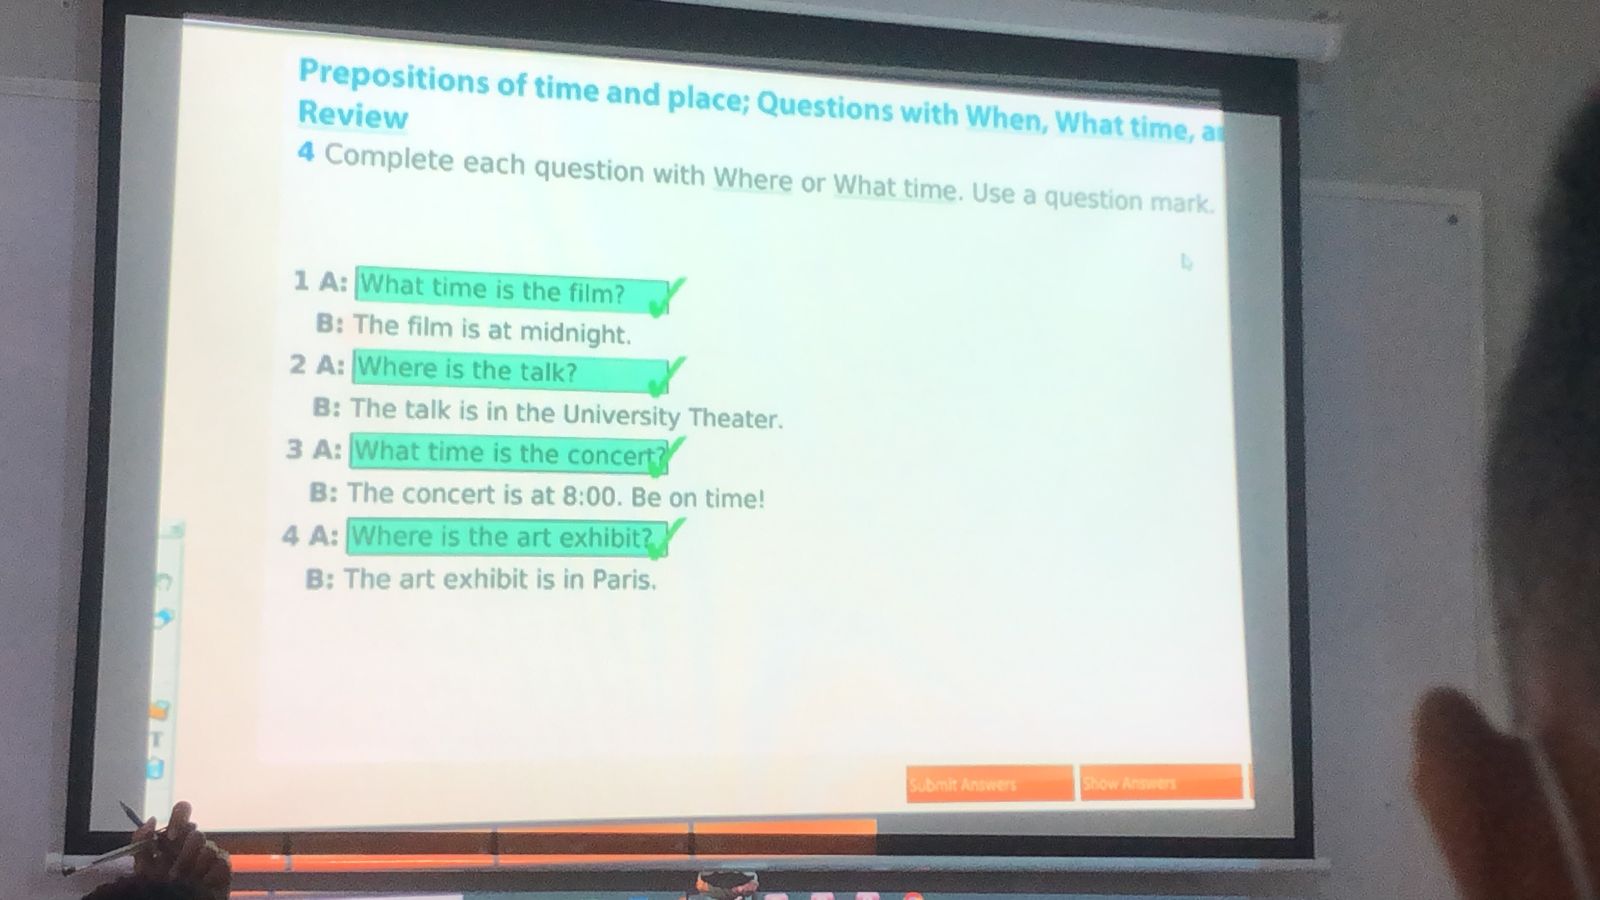 Prepositions of time and place; Questions with When, What time,
Review
4 Complete each question with Where or What time. Use a question mark.
1 A: What time is the film?
B: The film is at midnight.
2 A: Where is the talk?
B: The talk is in the University Theater.
3 A: What time is the concert?
B: The concert is at 8:00. Be on time!
4 A: Where is the art exhibit?
B: The art exhibit is in Paris.
T
Submit Answers
Show Answers